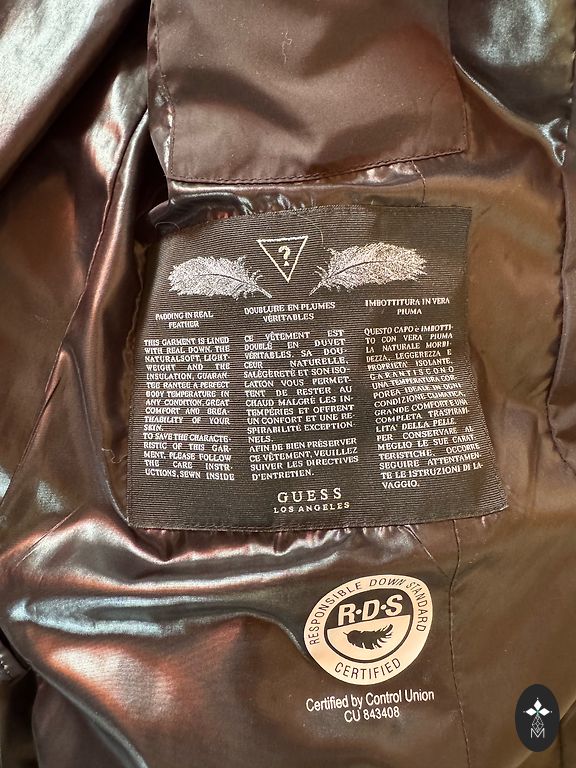 ?
PADDING IN REAL
FEATHER
THIS GARMENT IS LINED
WITH REAL DOWN. THE
NATURALSOFT, LIGHT-
WEIGHT AND THE
INSULATION, GUARAN-
TEE RANTEE A PERFECT
BODY TEMPERATURE IN
ANY CONDITION, GREAT
COMFORT AND BREA-
THABILITY OF YOUR
SKIN.
TO SAVE THE CHARACTE-
RISTIC OF THIS GAR-
MENT, PLEASE FOLLOW
THE CARE INSTR-
UCTIONS, SEWN INSIDE
DOUBLURE EN PLUMES
VÉRITABLES
CE VÊTEMENT EST
DOUBLÉ EN DUVET
VÉRITABLES. SA DOU-
CEUR NATURELLE,
SALÉGÈRETÉ ET SON ISO-
LATION VOUS PERMET-
TENT DE RESTER AU
CHAUD MALGRÉ LES IN-
TEMPÉRIES ET OFFRENT
UN CONFORT ET UNE RE-
SPIRABILITÉ EXCEPTION-
NELS.
AFIN DE BIEN PRÉSERVER
CE VÊTEMENT, VEUILLEZ
SUIVER LES DIRECTIVES
D'ENTRETIEN.
IMBOTTITURA IN VERA
PIUMA
QUESTO CAPO è IMBOTTI-
TO CON VERA PIUMA
LA NATURALE MORBI-
DEZZA, LEGGEREZZA E
PROPRIETA ISOLANTE,
GARANTISCONO
UNA TEMPERATURA COR-
POREA IDEALE IN OGNI
CONDIZIONE CLIMATICA,
GRANDE COMFORT E UNA
COMPLETA TRASPIRABI-
LITA' DELLA PELLE.
PER CONSERVARE AL
MEGLIO LE SUE CARAT-
TERISTICHE, OCCORRE
SEGUIRE ATTENTAMEN-
TE LE ISTRUZIONI DI LA-
VAGGIO.
GUESS
LOS ANGELES
RESPONSIBLE DOWN STANDARD
R·D·S
CERTIFIED
Certified by Control Union
CU 843408
M